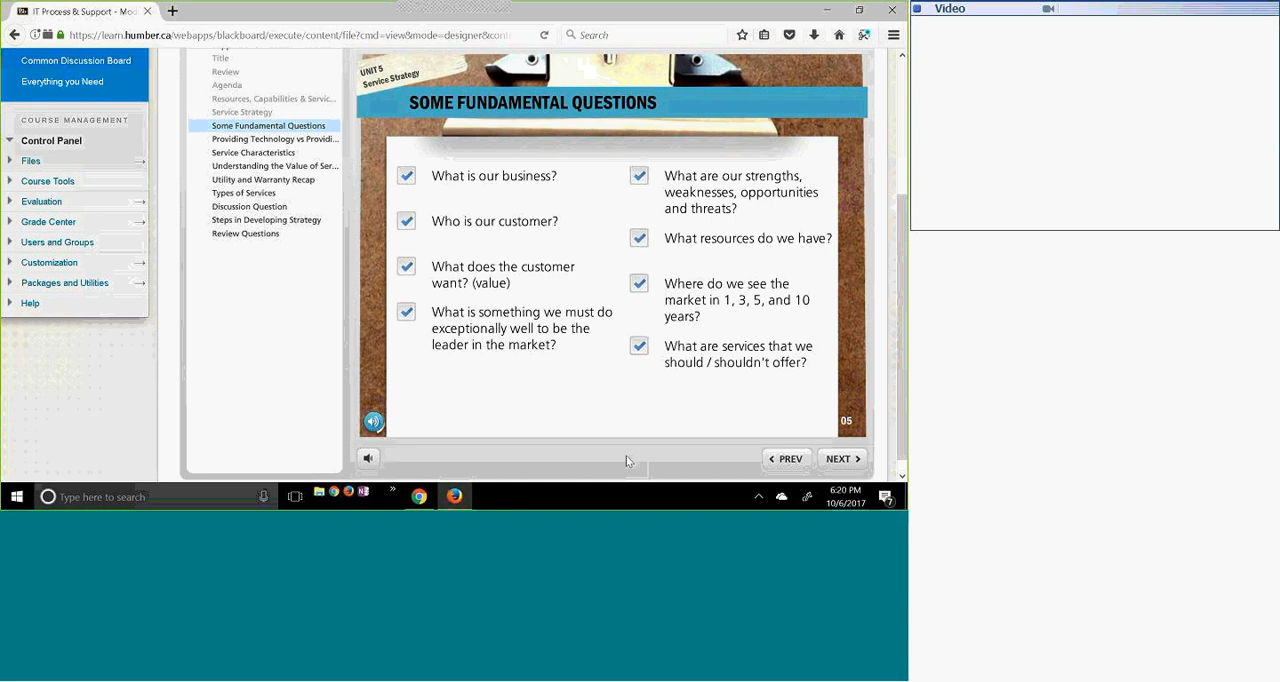 IT Process & Support - Mod
https://learn.humber.ca/webapps/blackboard/execute/content/file?cmd=view&mode=designer&cont
Search
Video
Common Discussion Board
Everything you Need
COURSE MANAGEMENT
Control Panel
Files
Course Tools
Evaluation
Grade Center
Users and Groups
Customization
Packages and Utilities
Help
Title
Review
Agenda
Resources, Capabilities & Servic...
Service Strategy
Some Fundamental Questions
Providing Technology vs Providi...
Service Characteristics
Understanding the Value of Ser...
Utility and Warranty Recap
Types of Services
Discussion Question
Steps in Developing Strategy
Review Questions
UNIT 5
Service Strategy
SOME FUNDAMENTAL QUESTIONS
What is our business?
Who is our customer?
What does the customer
want? (value)
What is something we must do
exceptionally well to be the
leader in the market?
What are our strengths,
weaknesses, opportunities
and threats?
What resources do we have?
Where do we see the
market in 1, 3, 5, and 10
years?
What are services that we
should / shouldn't offer?
05
PREV
NEXT
Type here to search
6:20 PM
10/6/2017
7